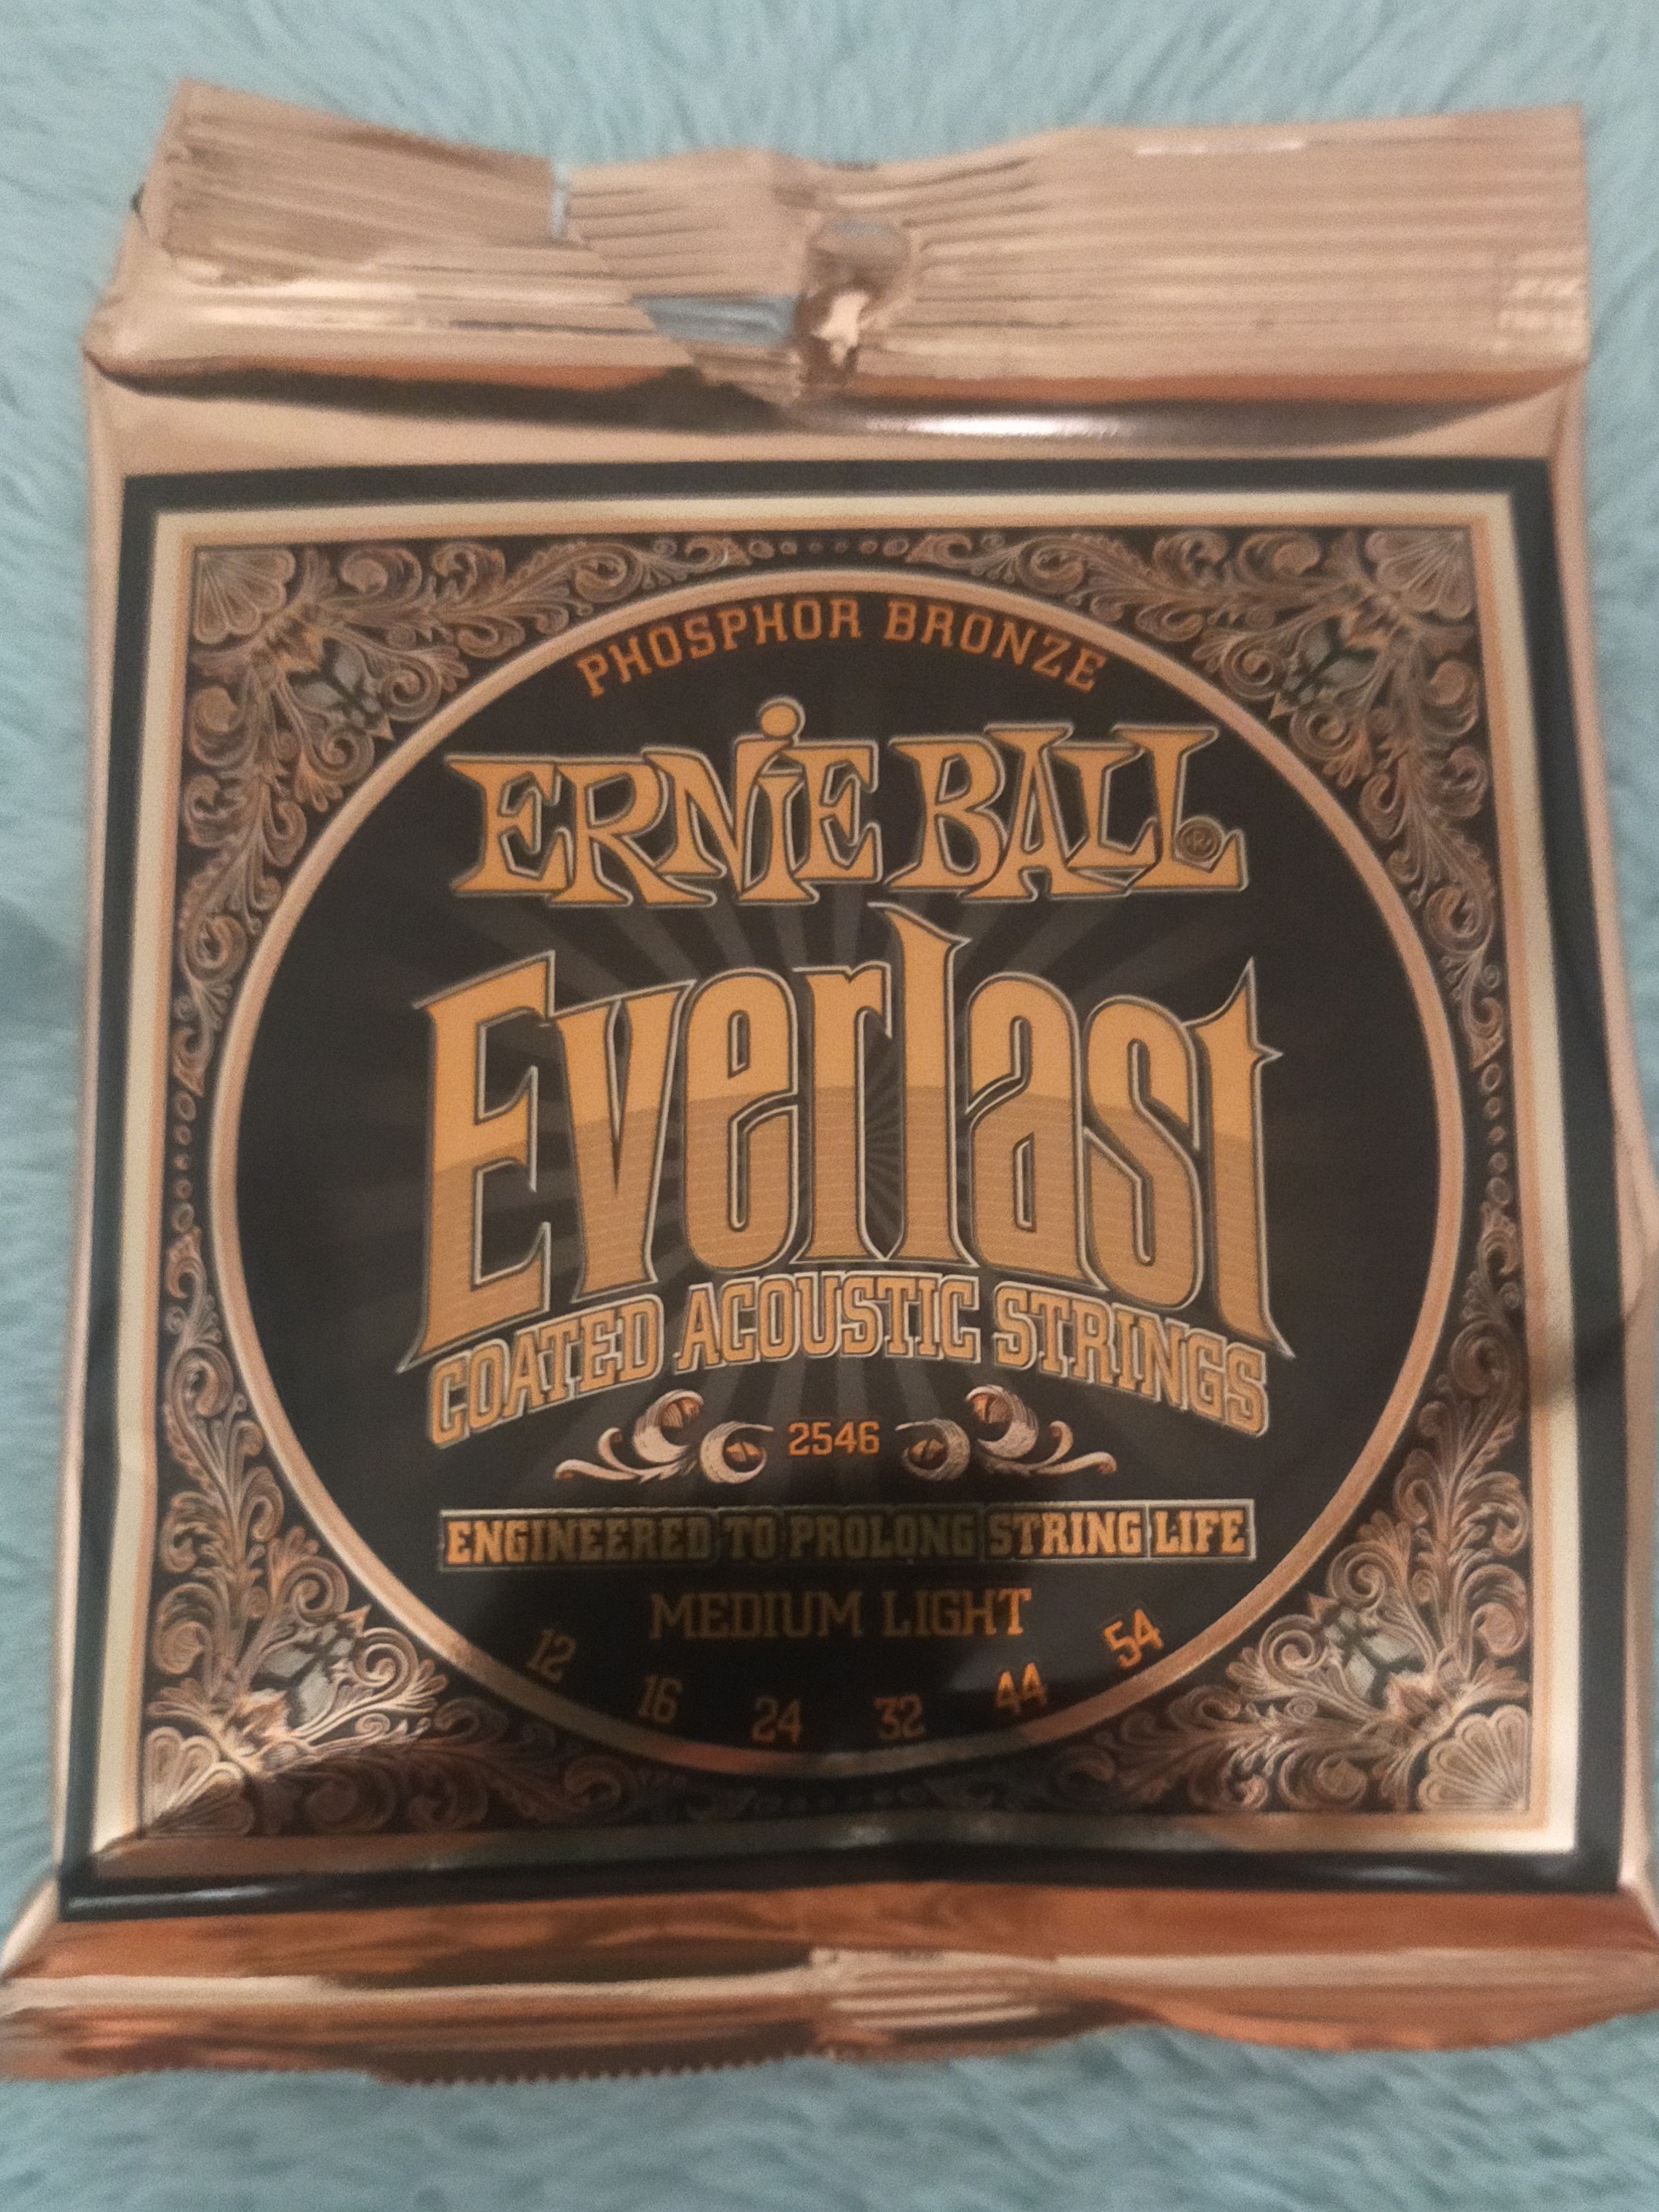 PHOSPHOR BRONZE
ERNiE BALL®
Everlast
COATED ACOUSTIC STRINGS
2546
ENGINEERED TO PROLONG STRING LIFE
MEDIUM LIGHT
12 16 24 32 44 54